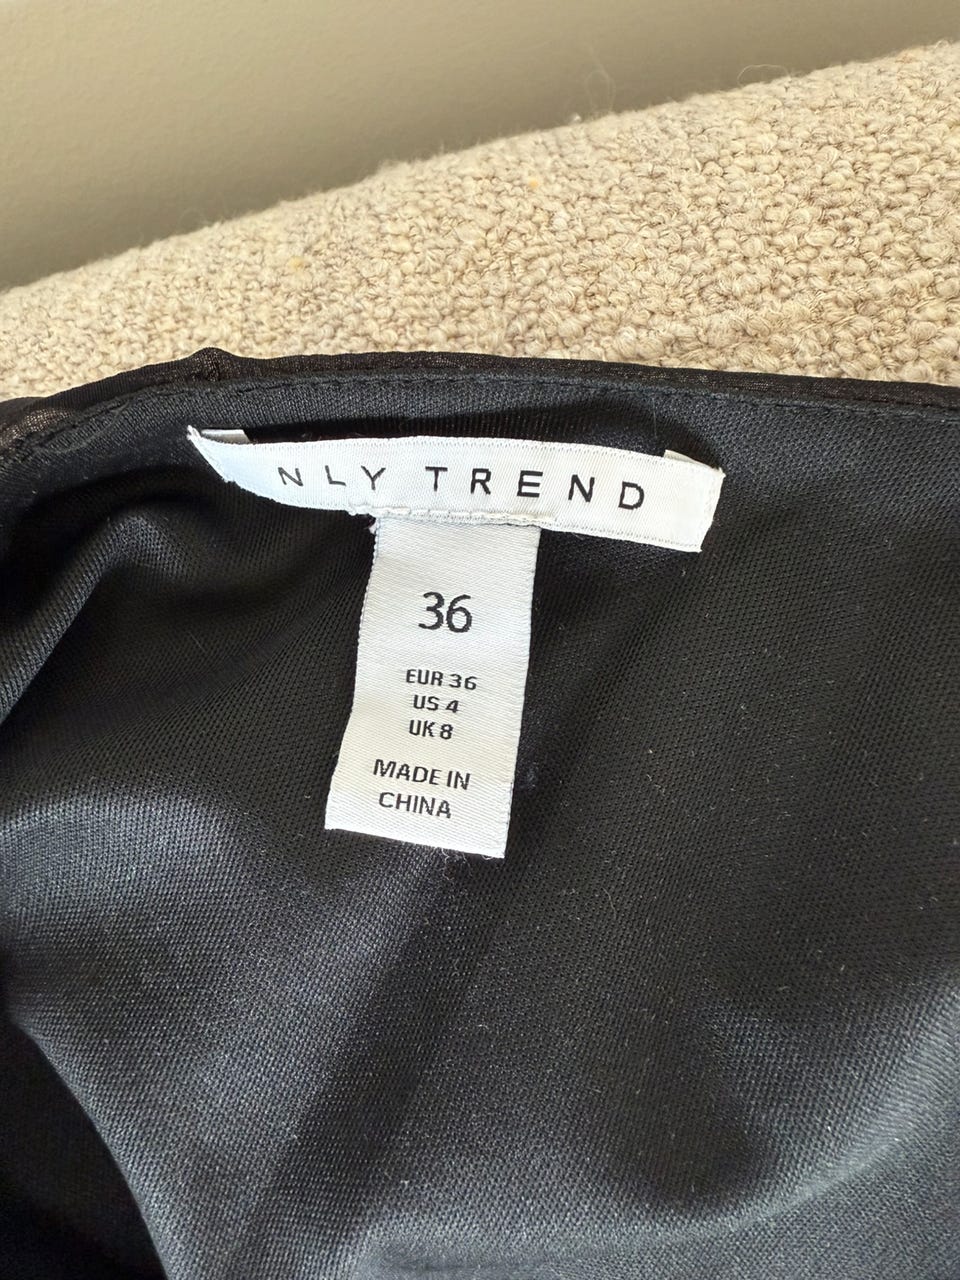 NLY TREND
36
EUR 36
US 4
UK 8
MADE IN
CHINA